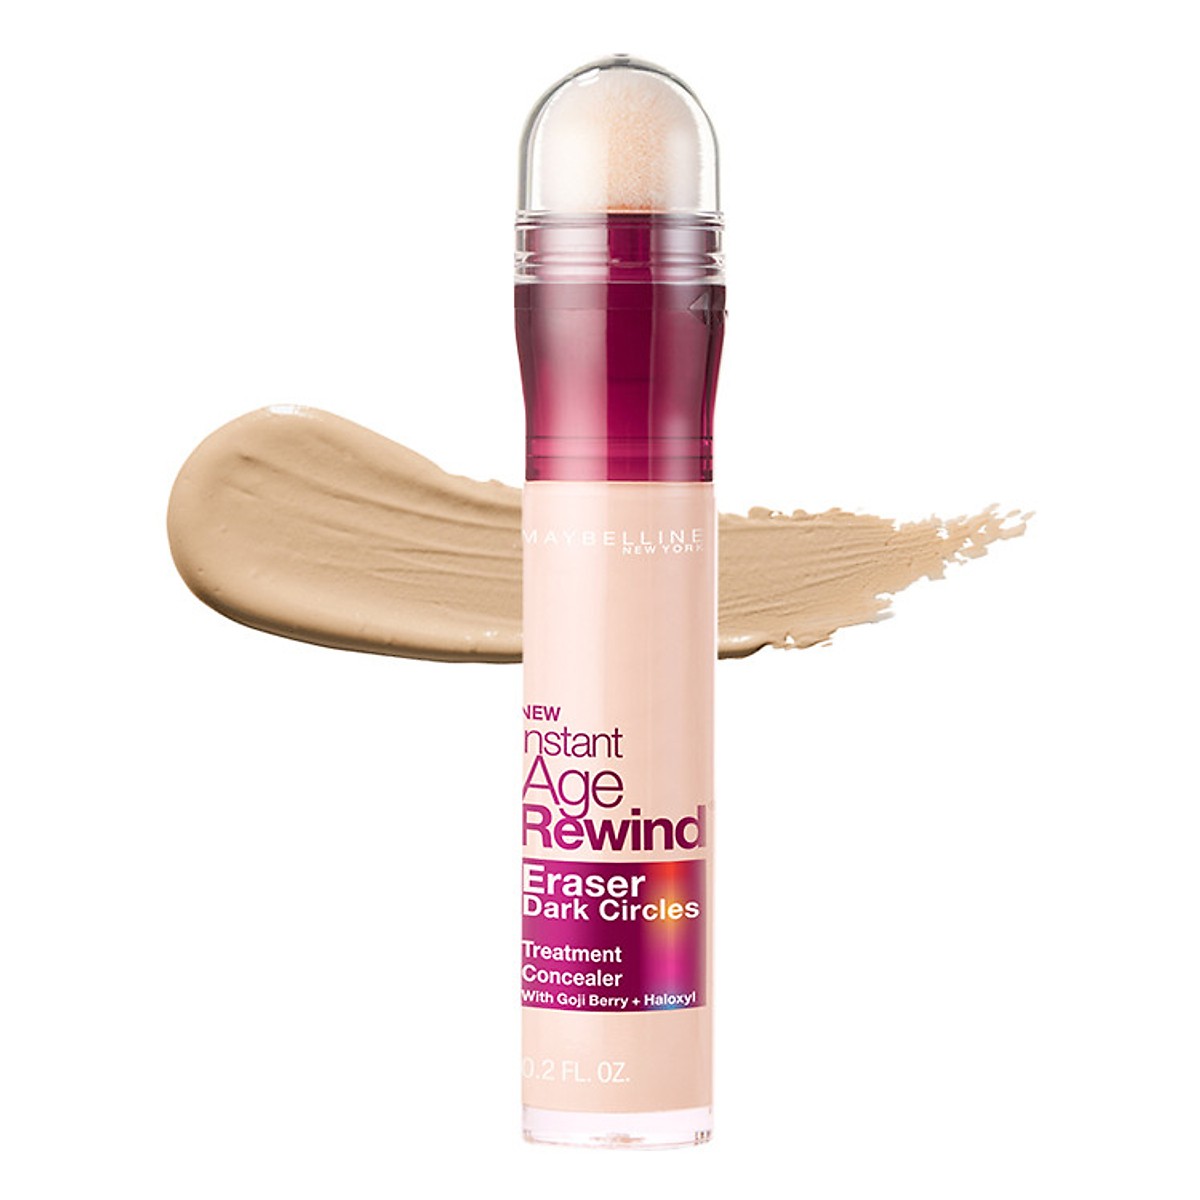 MAYBELLINE
NEW YORK
NEW
Instant
Age
Rewind
Eraser
Dark Circles
Treatment
Concealer
With Goji Berry + Haloxyl
0.2 FL. OZ.